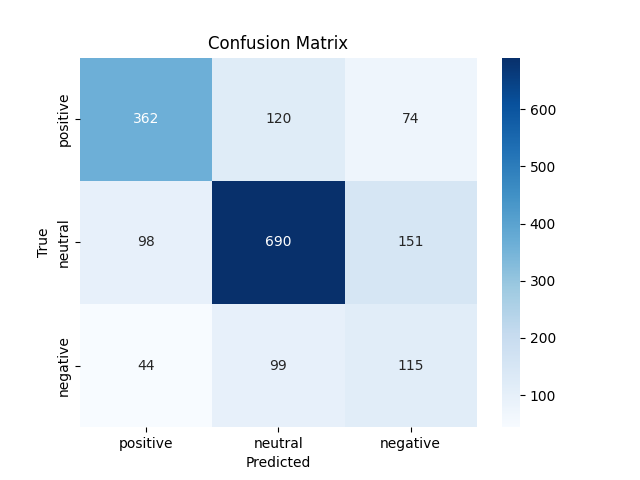 Confusion Matrix
positive
362
120
74
600
500
True
neutral
98
690
151
400
300
negative
44
99
115
200
100
positive
neutral
negative
Predicted